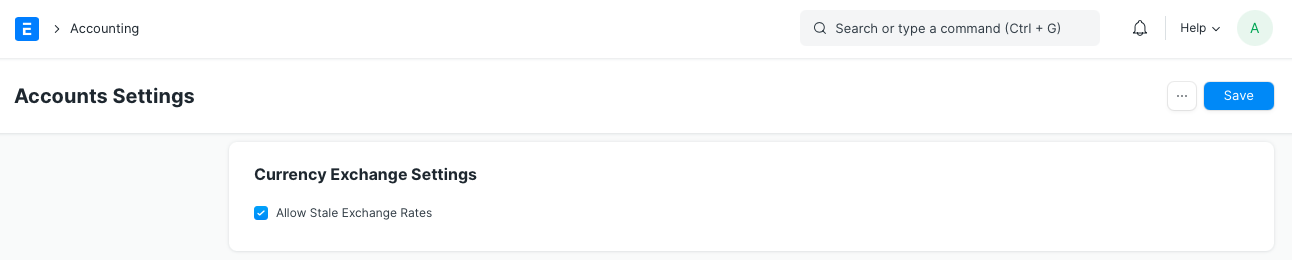 E
Accounting
Search or type a command (Ctrl + G)
Help
A
Accounts Settings
...
Save
Currency Exchange Settings
Allow Stale Exchange Rates